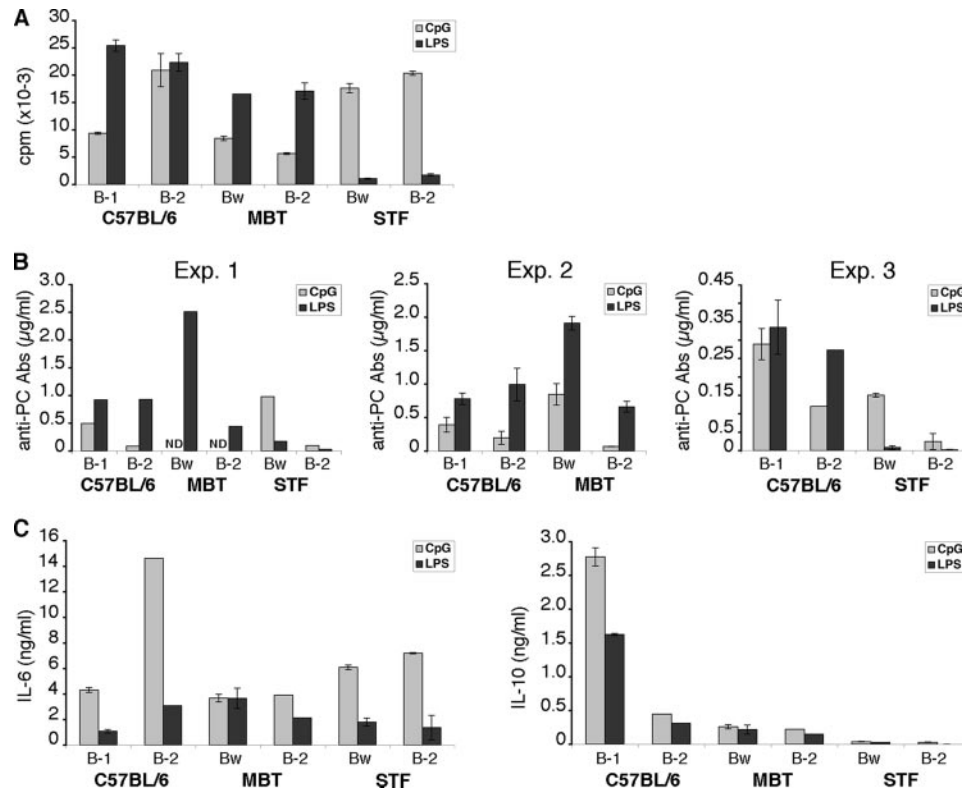 A
cpm (x10-3)
30
25
20
15
10
5
0
CpG
LPS
B-1 B-2 Bw B-2 Bw B-2
C57BL/6 MBT STF
B
Exp. 1
anti-PC Abs (µg/ml)
3.0
2.5
2.0
1.5
1.0
0.5
0
CpG
LPS
ND ND
B-1 B-2 Bw B-2 Bw B-2
C57BL/6 MBT STF
Exp. 2
anti-PC Abs (µg/ml)
2.5
2.0
1.5
1.0
0.5
0
CpG
LPS
B-1 B-2 Bw B-2
C57BL/6 MBT
Exp. 3
anti-PC Abs (µg/ml)
0.45
0.35
0.25
0.15
0
CpG
LPS
B-1 B-2 Bw B-2
C57BL/6 STF
C
IL-6 (ng/ml)
16
14
12
10
8
6
4
2
0
CpG
LPS
B-1 B-2 Bw B-2 Bw B-2
C57BL/6 MBT STF
IL-10 (ng/ml)
3.0
2.5
2.0
1.5
1.0
0.5
0
CpG
LPS
B-1 B-2 Bw B-2 Bw B-2
C57BL/6 MBT STF